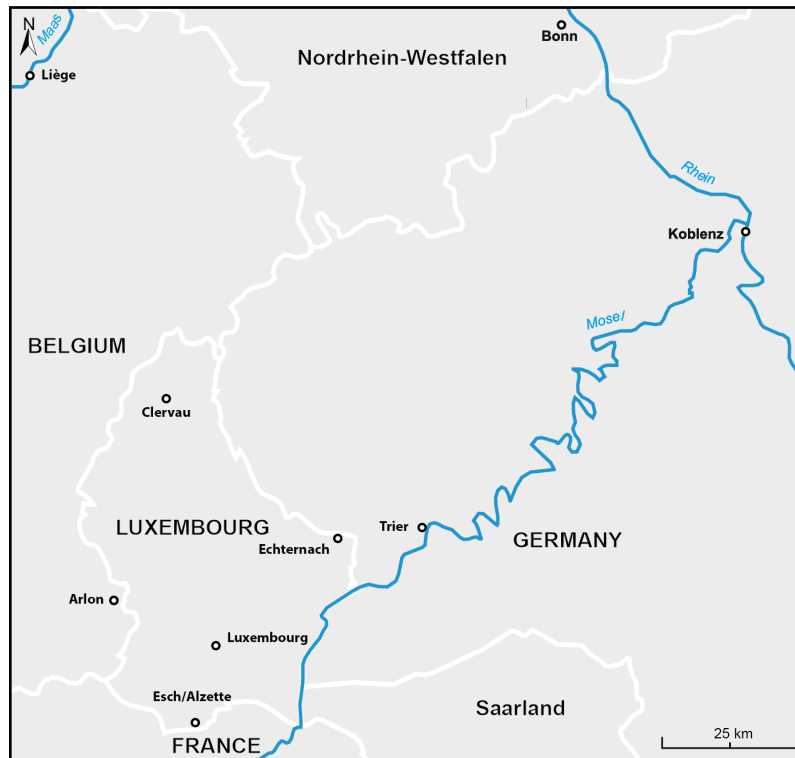 N
Maas
Bonn
Nordrhein-Westfalen
Liège
Rhein
Koblenz
Mosel
BELGIUM
Clervau
LUXEMBOURG
Trier
Echternach
GERMANY
Arlon
Luxembourg
Esch/Alzette
Saarland
FRANCE
25 km